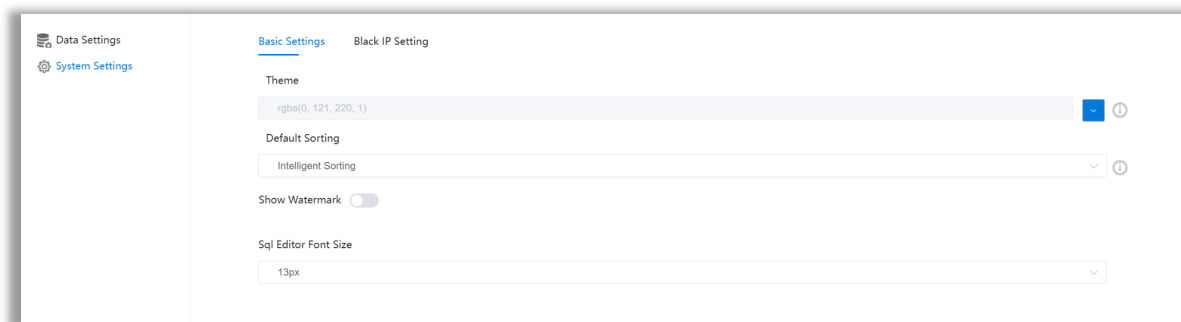 Data Settings
System Settings
Basic Settings Black IP Setting
Theme
rgba(0, 121, 220, 1)
Default Sorting
Intelligent Sorting
Show Watermark
Sql Editor Font Size
13px